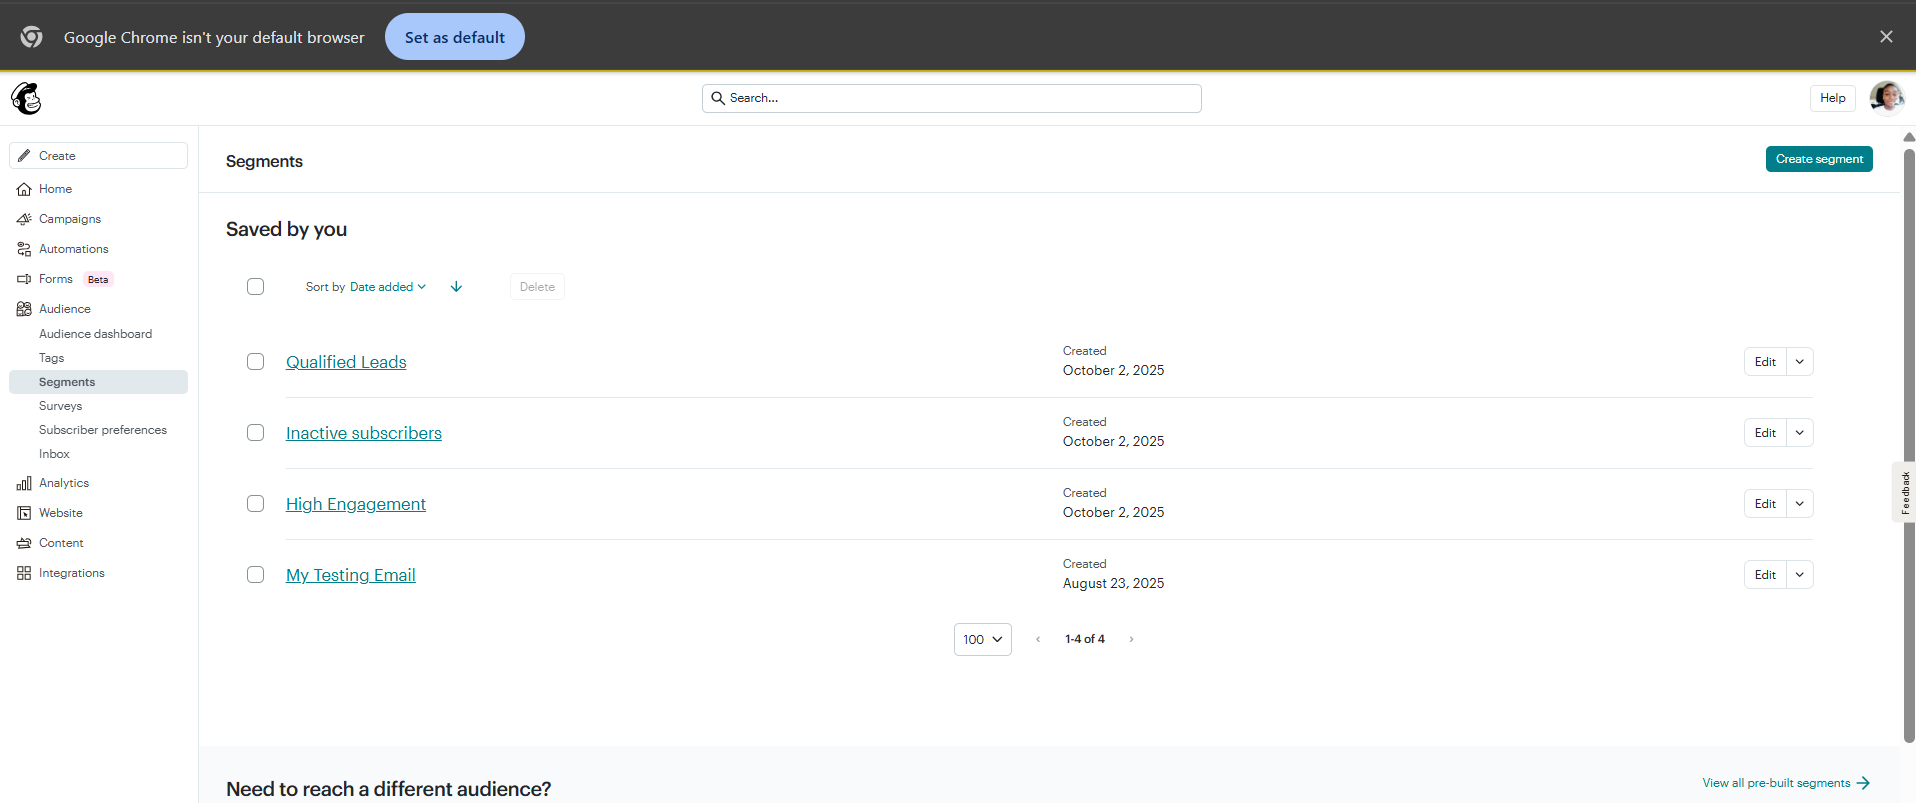 Google Chrome isn't your default browser
Set as default
Search...
Help
Create
Home
Campaigns
Automations
Forms Beta
Audience
Audience dashboard
Tags
Segments
Surveys
Subscriber preferences
Inbox
Analytics
Website
Content
Integrations
Segments
Create segment
Saved by you
Sort by Date added
Delete
Qualified Leads
Created
October 2, 2025
Edit
Inactive subscribers
Created
October 2, 2025
Edit
High Engagement
Created
October 2, 2025
Edit
My Testing Email
Created
August 23, 2025
Edit
100
1-4 of 4
Feedback
Need to reach a different audience?
View all pre-built segments